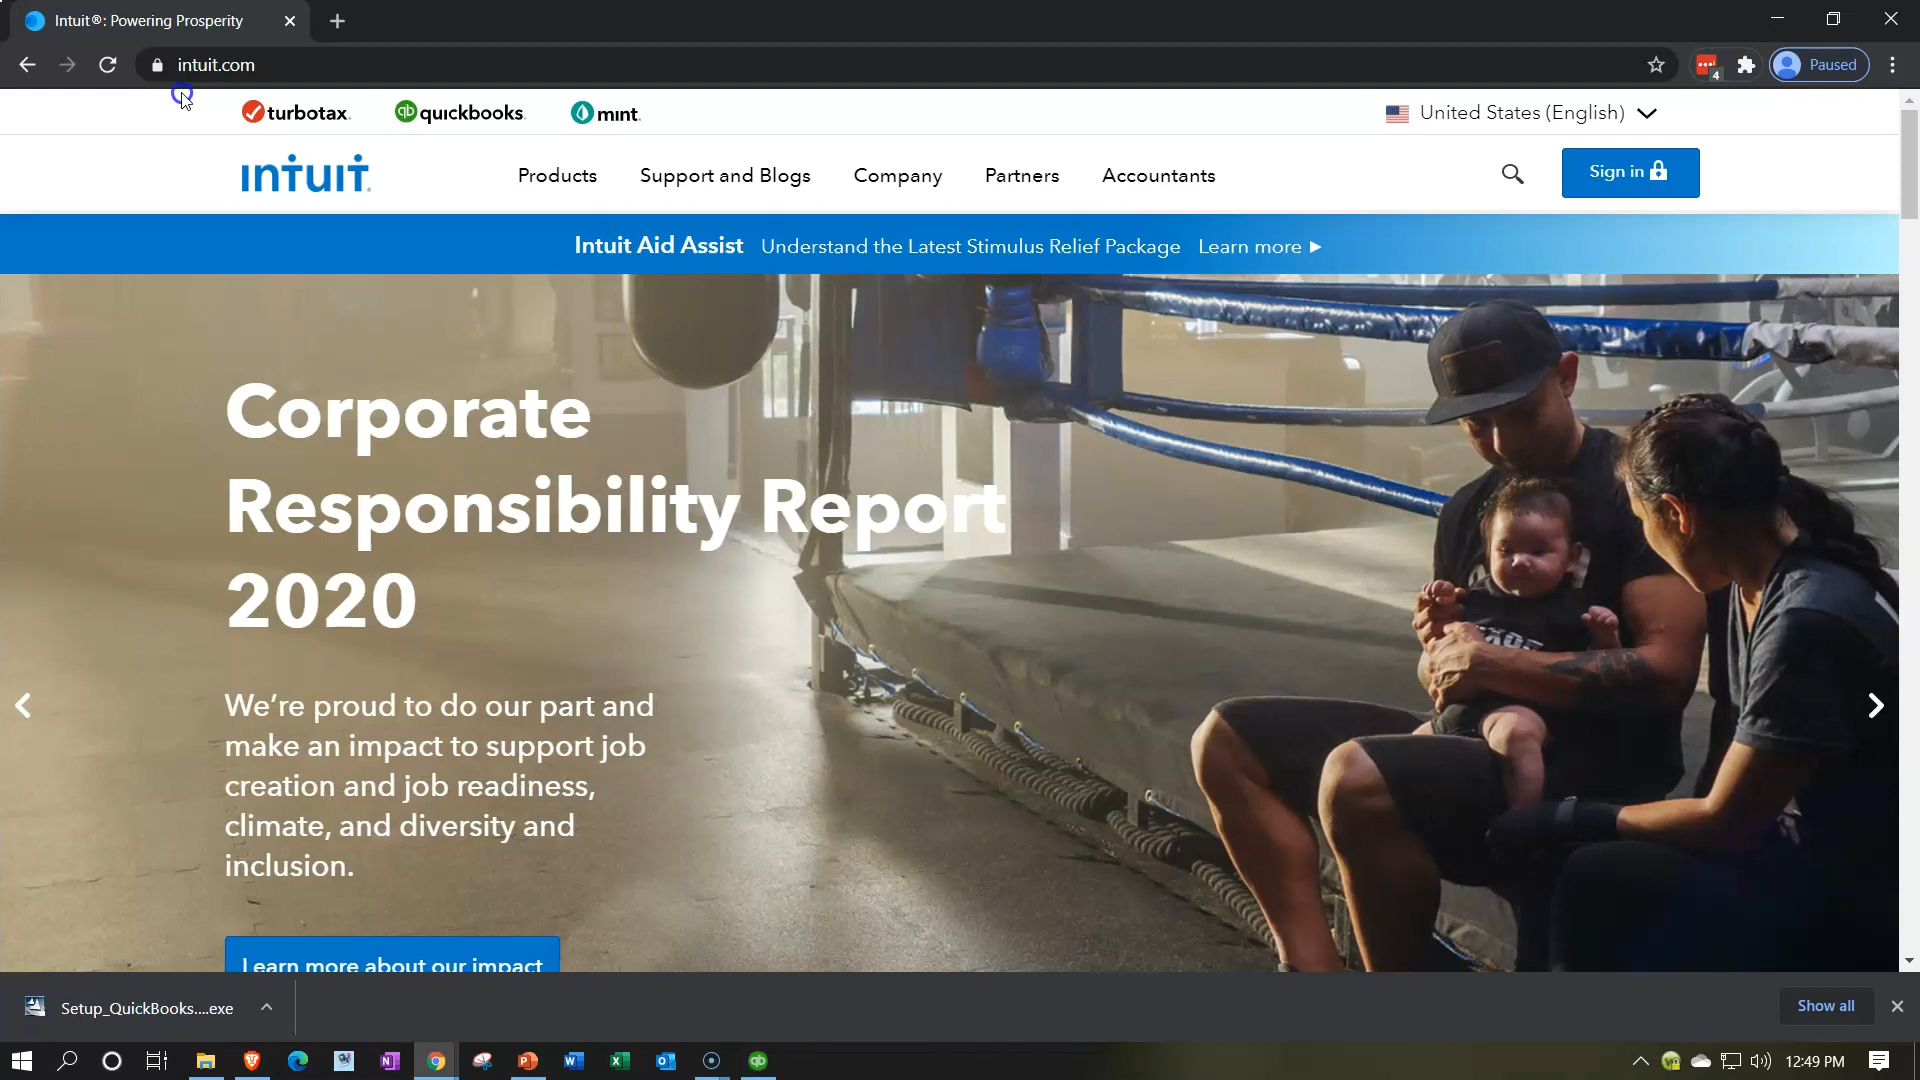 Intuit®: Powering Prosperity
intuit.com
4
Paused
turbotax.
quickbooks.
mint.
United States (English)
INTUIT.
Products
Support and Blogs
Company
Partners
Accountants
Sign in
Intuit Aid Assist Understand the Latest Stimulus Relief Package Learn more ►
Corporate
Responsibility Report
2020
We’re proud to do our part and
make an impact to support job
creation and job readiness,
climate, and diversity and
inclusion.
Learn more about our impact
Setup_QuickBooks....exe
Show all
12:49 PM